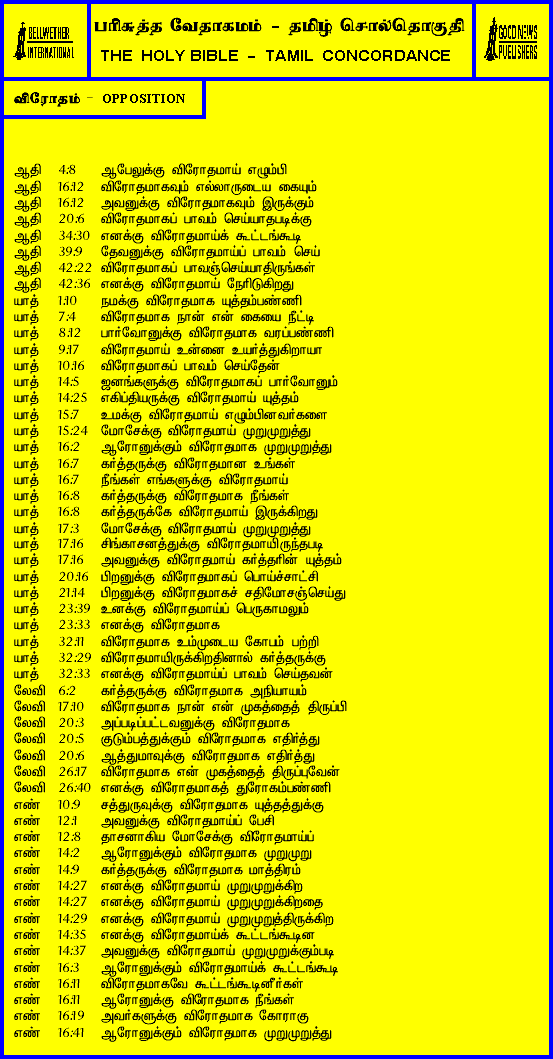 BELLWETHER INTERNATIONAL
பரிசுத்த வேதாகமம் - தமிழ் சொல்தொகுதி
THE HOLY BIBLE - TAMIL CONCORDANCE
GOOD NEWS PUBLISHERS
விரோதம் - OPPOSITION
ஆதி 4:8 ஆபேலுக்கு விரோதமாய் எழும்பி
ஆதி 16:12 விரோதமாகவும் எல்லாருடைய கையும்
ஆதி 16:12 அவனுக்கு விரோதமாகவும் இருக்கும்
ஆதி 20:6 விரோதமாகப் பாவம் செய்யாதபடிக்கு
ஆதி 34:30 எனக்கு விரோதமாய்க் கூட்டங்கூடி
ஆதி 39:9 தேவனுக்கு விரோதமாய்ப் பாவம் செய்
ஆதி 42:22 விரோதமாகப் பாவஞ்செய்யாதிருங்கள்
ஆதி 42:36 எனக்கு விரோதமாய் நேரிடுகிறது
யாத் 1:10 நமக்கு விரோதமாக யுத்தம்பண்ணி
யாத் 7:4 விரோதமாக நான் என் கையை நீட்டி
யாத் 8:12 பார்வோனுக்கு விரோதமாக வரப்பண்ணி
யாத் 9:17 விரோதமாய் உன்னை உயர்த்துகிறாயா
யாத் 10:16 விரோதமாகப் பாவம் செய்தேன்
யாத் 14:5 ஜனங்களுக்கு விரோதமாகப் பார்வோனும்
யாத் 14:25 எகிப்தியருக்கு விரோதமாய் யுத்தம்
யாத் 15:7 உமக்கு விரோதமாய் எழும்பினவர்களை
யாத் 15:24 மோசேக்கு விரோதமாய் முறுமுறுத்து
யாத் 16:2 ஆரோனுக்கும் விரோதமாக முறுமுறுத்து
யாத் 16:7 கர்த்தருக்கு விரோதமான உங்கள்
யாத் 16:7 நீங்கள் எங்களுக்கு விரோதமாய்
யாத் 16:8 கர்த்தருக்கு விரோதமாக நீங்கள்
யாத் 16:8 கர்த்தருக்கே விரோதமாய் இருக்கிறது
யாத் 17:3 மோசேக்கு விரோதமாய் முறுமுறுத்து
யாத் 17:16 சிங்காசனத்துக்கு விரோதமாயிருந்தபடி
யாத் 17:16 அவனுக்கு விரோதமாய் கர்த்தரின் யுத்தம்
யாத் 20:16 பிறனுக்கு விரோதமாகப் பொய்ச்சாட்சி
யாத் 21:14 பிறனுக்கு விரோதமாகச் சதிமோசஞ்செய்து
யாத் 23:39 உனக்கு விரோதமாய்ப் பெருகாமலும்
யாத் 23:33 எனக்கு விரோதமாக
யாத் 32:11 விரோதமாக உம்முடைய கோபம் பற்றி
யாத் 32:29 விரோதமாயிருக்கிறதினால் கர்த்தருக்கு
யாத் 32:33 எனக்கு விரோதமாய்ப் பாவம் செய்தவன்
லேவி 6:2 கர்த்தருக்கு விரோதமாக அநியாயம்
லேவி 17:10 விரோதமாக நான் என் முகத்தைத் திருப்பி
லேவி 20:3 அப்படிப்பட்டவனுக்கு விரோதமாக
லேவி 20:5 குடும்பத்துக்கும் விரோதமாக எதிர்த்து
லேவி 20:6 ஆத்துமாவுக்கு விரோதமாக எதிர்த்து
லேவி 26:17 விரோதமாக என் முகத்தைத் திருப்புவேன்
லேவி 26:40 எனக்கு விரோதமாகத் துரோகம்பண்ணி
எண் 10:9 சத்துருவுக்கு விரோதமாக யுத்தத்துக்கு
எண் 12:1 அவனுக்கு விரோதமாய்ப் பேசி
எண் 12:8 தாசனாகிய மோசேக்கு விரோதமாய்ப்
எண் 14:2 ஆரோனுக்கும் விரோதமாக முறுமுறு
எண் 14:9 கர்த்தருக்கு விரோதமாக மாத்திரம்
எண் 14:27 எனக்கு விரோதமாய் முறுமுறுக்கிற
எண் 14:27 எனக்கு விரோதமாய் முறுமுறுக்கிறதை
எண் 14:29 எனக்கு விரோதமாய் முறுமுறுத்திருக்கிற
எண் 14:35 எனக்கு விரோதமாய்க் கூட்டங்கூடின
எண் 14:37 அவனுக்கு விரோதமாய் முறுமுறுக்கும்படி
எண் 16:3 ஆரோனுக்கும் விரோதமாய்க் கூட்டங்கூடி
எண் 16:11 விரோதமாகவே கூட்டங்கூடினீர்கள்
எண் 16:11 ஆரோனுக்கு விரோதமாக நீங்கள்
எண் 16:19 அவர்களுக்கு விரோதமாக கோராகு
எண் 16:41 ஆரோனுக்கும் விரோதமாக முறுமுறுத்து